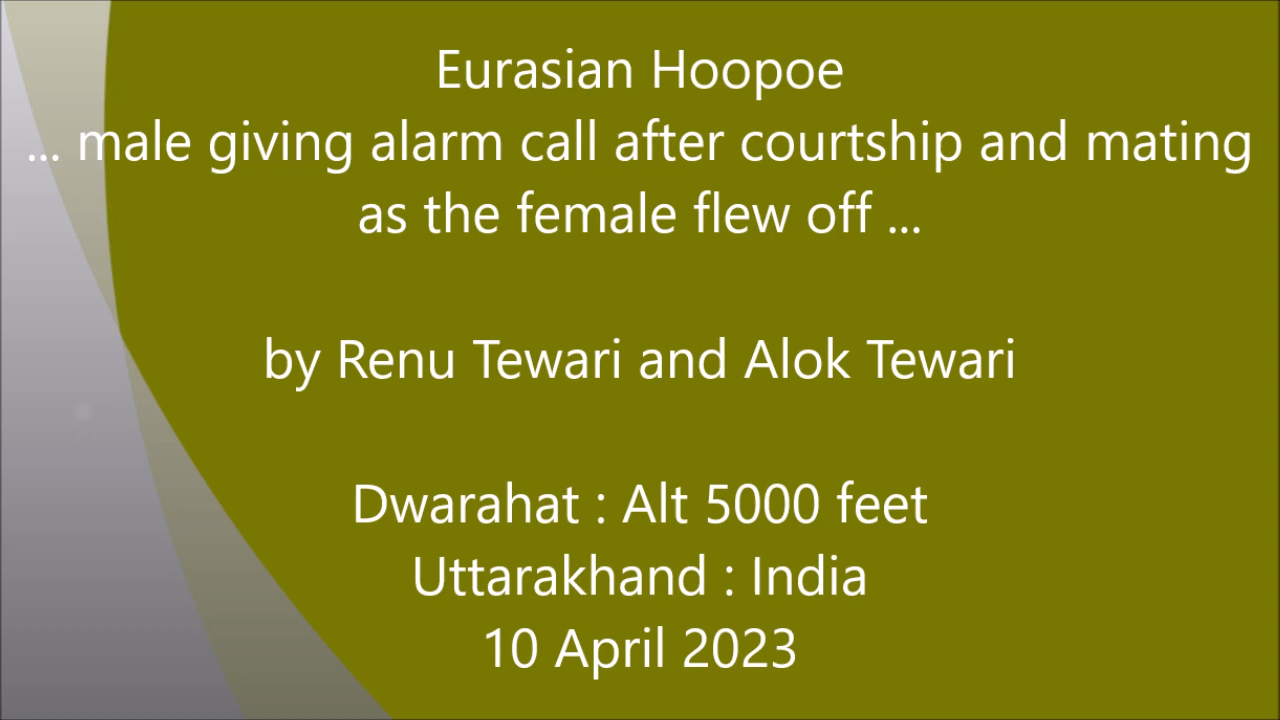 Eurasian Hoopoe
... male giving alarm call after courtship and mating
as the female flew off ...
by Renu Tewari and Alok Tewari
Dwarahat : Alt 5000 feet
Uttarakhand : India
10 April 2023